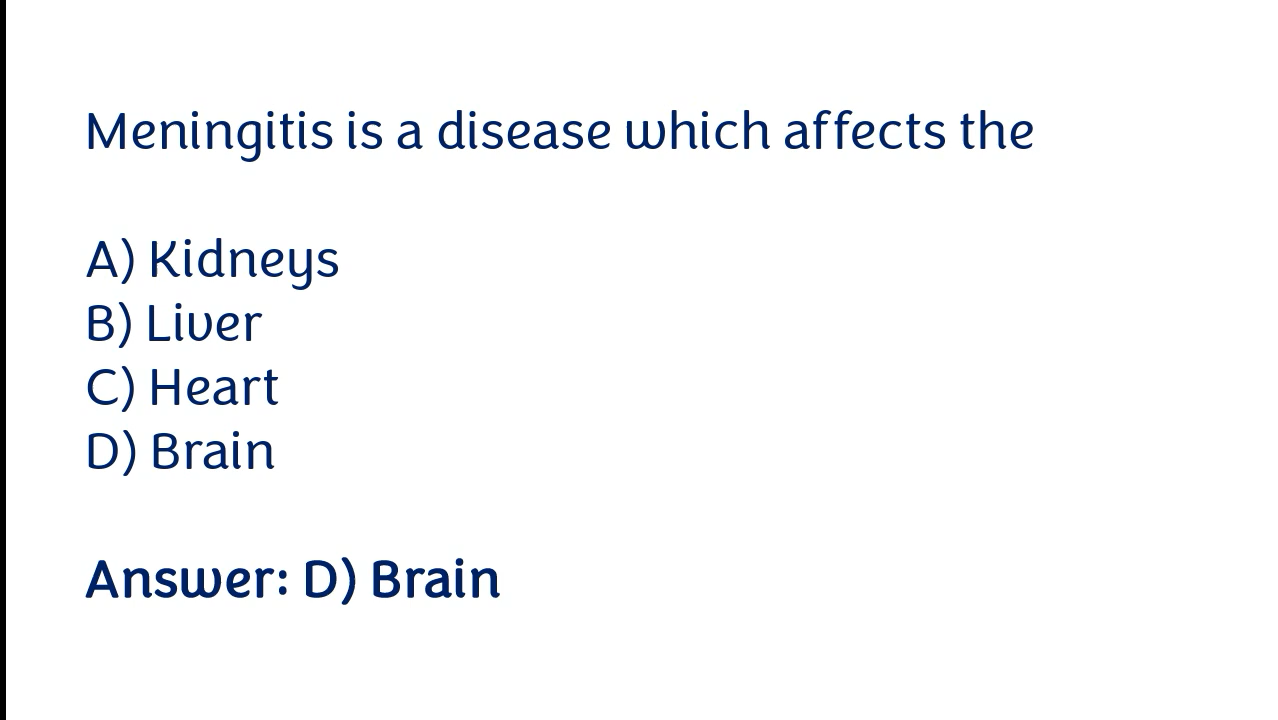 Meningitis is a disease which affects the
A) Kidneys
B) Liver
C) Heart
D) Brain
Answer: D) Brain